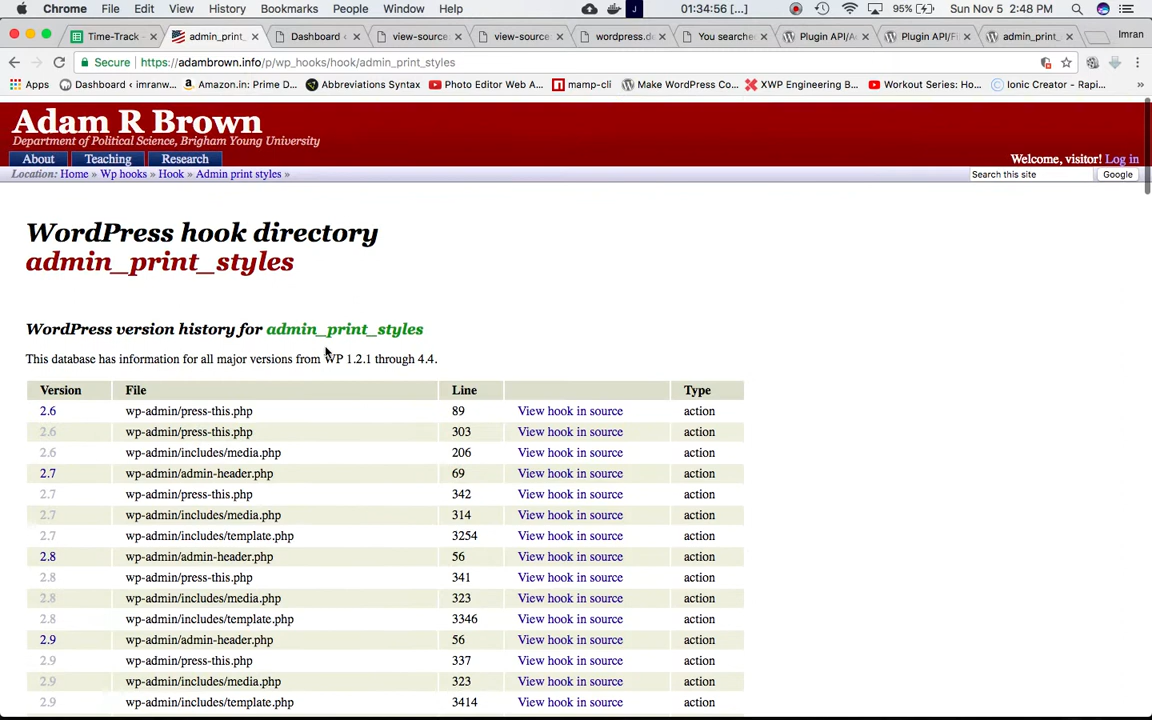 Chrome File Edit View History Bookmarks People Window Help 01:34:56 [...] 95% Sun Nov 5 2:48 PM
Time-Track admin_print_ Dashboard view-source: view-source: wordpress.de You searche Plugin API/A Plugin API/Fi admin_print_ Imran
Secure https://adambrown.info/p/wp_hooks/hook/admin_print_styles
Apps Dashboard ‹ imranw... Amazon.in: Prime D... Abbreviations Syntax Photo Editor Web A... mamp-cli Make WordPress Co... XWP Engineering B... Workout Series: Ho... Ionic Creator - Rapi... »
Adam R Brown
Department of Political Science, Brigham Young University
About Teaching Research Welcome, visitor! Log in
Location: Home » Wp hooks » Hook » Admin print styles » Search this site Google
WordPress hook directory
admin_print_styles
WordPress version history for admin_print_styles
This database has information for all major versions from WP 1.2.1 through 4.4.
Version File Line Type
2.6 wp-admin/press-this.php 89 View hook in source action
2.6 wp-admin/press-this.php 303 View hook in source action
2.6 wp-admin/includes/media.php 206 View hook in source action
2.7 wp-admin/admin-header.php 69 View hook in source action
2.7 wp-admin/press-this.php 342 View hook in source action
2.7 wp-admin/includes/media.php 314 View hook in source action
2.7 wp-admin/includes/template.php 3254 View hook in source action
2.8 wp-admin/admin-header.php 56 View hook in source action
2.8 wp-admin/press-this.php 341 View hook in source action
2.8 wp-admin/includes/media.php 323 View hook in source action
2.8 wp-admin/includes/template.php 3346 View hook in source action
2.9 wp-admin/admin-header.php 56 View hook in source action
2.9 wp-admin/press-this.php 337 View hook in source action
2.9 wp-admin/includes/media.php 323 View hook in source action
2.9 wp-admin/includes/template.php 3414 View hook in source action